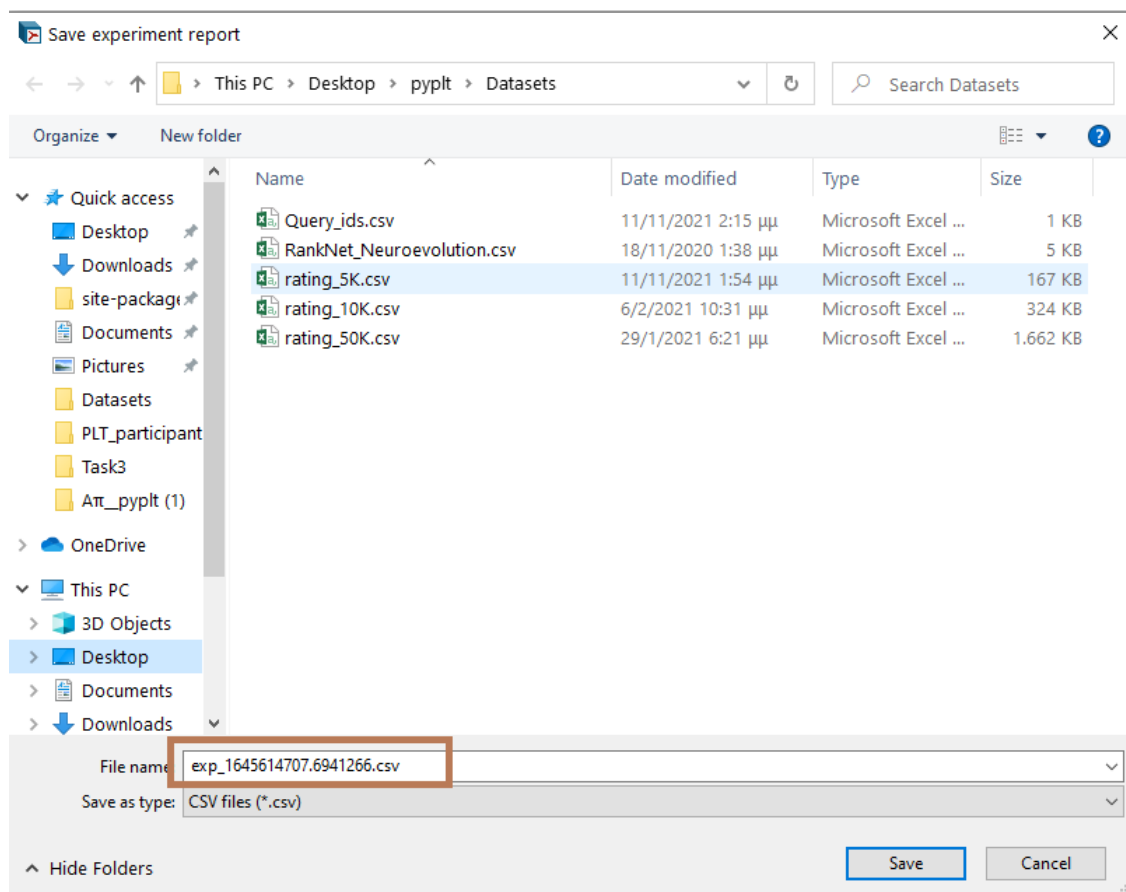 Save experiment report
This PC > Desktop > pyplt > Datasets
Search Datasets
Organize
New folder
Name Date modified Type Size
Quick access
Desktop
Downloads
site-package
Documents
Pictures
Datasets
PLT_participant
Task3
Απ__pyplt (1)
OneDrive
This PC
3D Objects
Desktop
Documents
Downloads
Query_ids.csv 11/11/2021 2:15 μμ Microsoft Excel ... 1 KB
RankNet_Neuroevolution.csv 18/11/2020 1:38 μμ Microsoft Excel ... 5 KB
rating_5K.csv 11/11/2021 1:54 μμ Microsoft Excel ... 167 KB
rating_10K.csv 6/2/2021 10:31 μμ Microsoft Excel ... 324 KB
rating_50K.csv 29/1/2021 6:21 μμ Microsoft Excel ... 1.662 KB
File name exp_1645614707.6941266.csv
Save as type: CSV files (*.csv)
Hide Folders
Save
Cancel